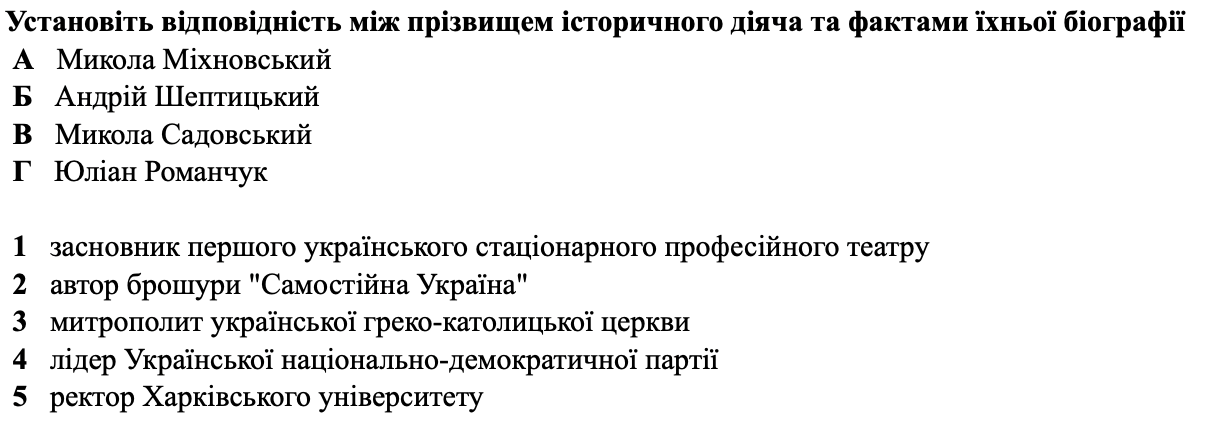 Установіть відповідність між прізвищем історичного діяча та фактами їхньої біографії
А Микола Міхновський
Б Андрій Шептицький
В Микола Садовський
Г Юліан Романчук
1 засновник першого українського стаціонарного професійного театру
2 автор брошури "Самостійна Україна"
3 митрополит української греко-католицької церкви
4 лідер Української національно-демократичної партії
5 ректор Харківського університету